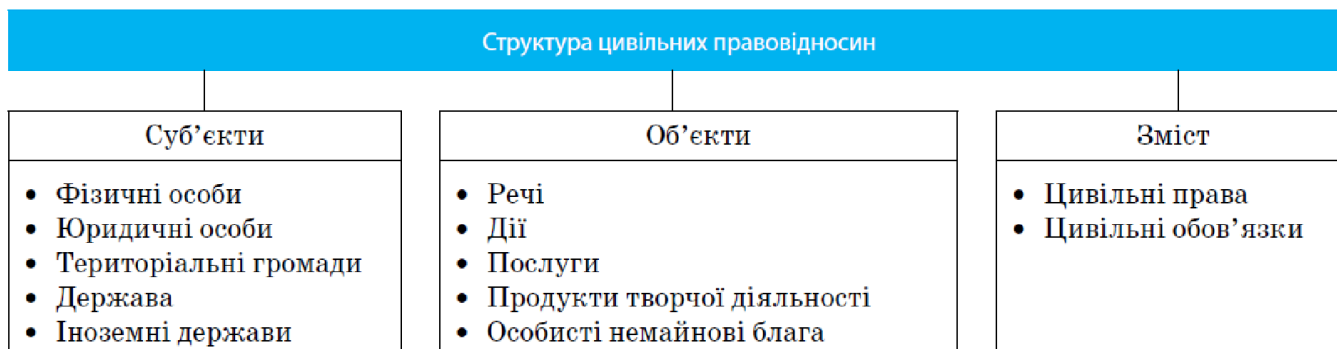 Структура цивільних правовідносин
Суб’єкти
• Фізичні особи
• Юридичні особи
• Територіальні громади
• Держава
• Іноземні держави
Об’єкти
• Речі
• Дії
• Послуги
• Продукти творчої діяльності
• Особисті немайнові блага
Зміст
• Цивільні права
• Цивільні обов’язки